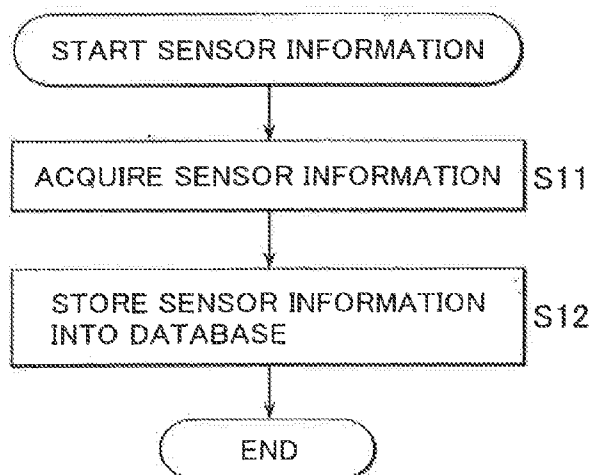 START SENSOR INFORMATION
ACQUIRE SENSOR INFORMATION
S11
STORE SENSOR INFORMATION
INTO DATABASE
S12
END